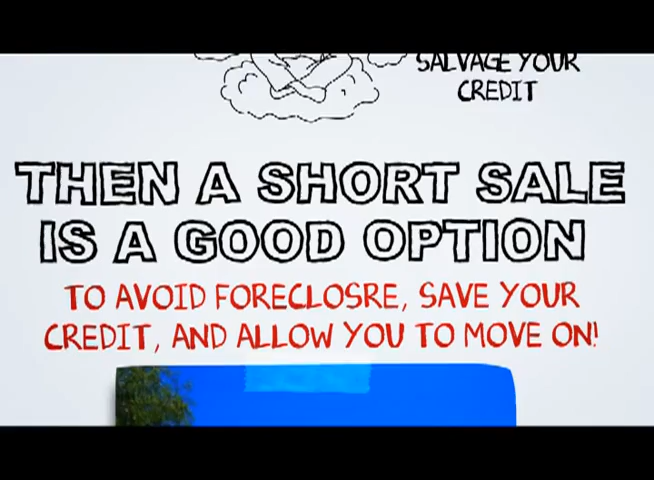 SALVAGE YOUR
CREDIT
THEN A SHORT SALE
IS A GOOD OPTION
TO AVOID FORECLOSRE, SAVE YOUR
CREDIT, AND ALLOW YOU TO MOVE ON!